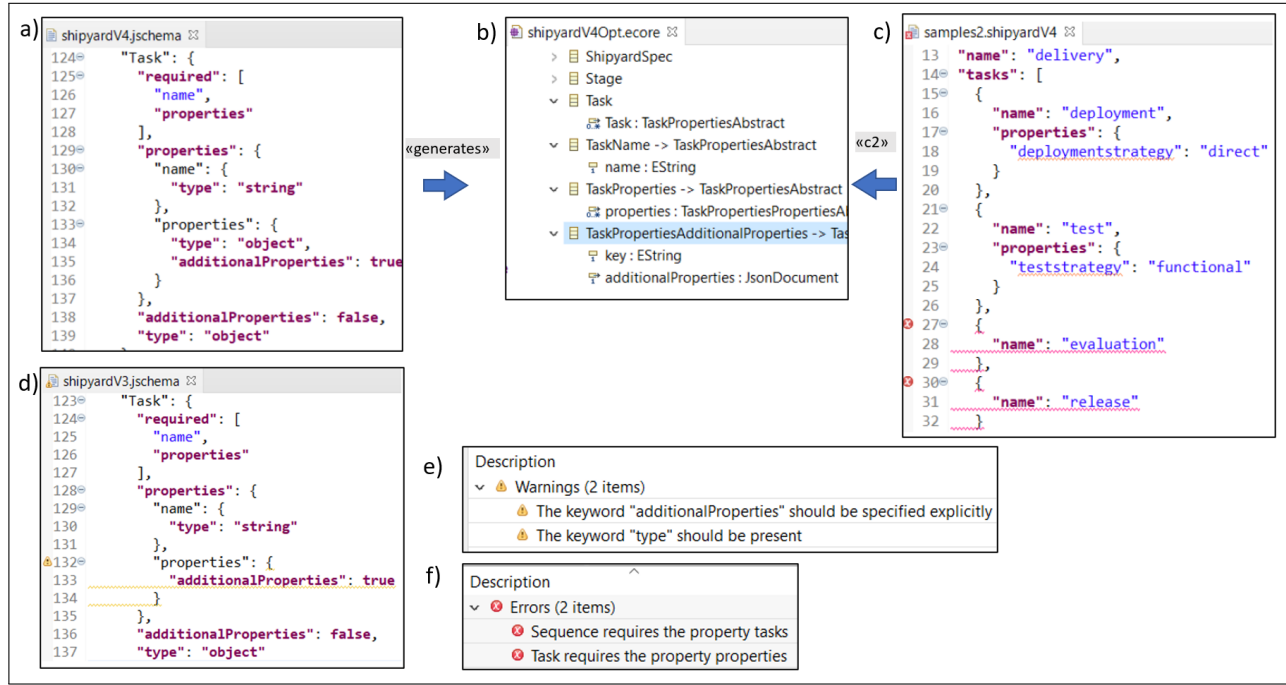 a)
shipyardV4.jschema
124 "Task": {
125 "required": [
126 "name",
127 "properties"
128 ],
129 "properties": {
130 "name": {
131 "type": "string"
132 },
133 "properties": {
134 "type": "object",
135 "additionalProperties": true
136 }
137 },
138 "additionalProperties": false,
139 "type": "object"
«generates»
b)
shipyardV4Opt.ecore
ShipyardSpec
Stage
Task
Task : TaskPropertiesAbstract
TaskName -> TaskPropertiesAbstract
name : EString
TaskProperties -> TaskPropertiesAbstract
properties : TaskPropertiesPropertiesAl
TaskPropertiesAdditionalProperties -> Tas
key : EString
additionalProperties : JsonDocument
«c2»
c)
samples2.shipyardV4
13 "name": "delivery",
14 "tasks": [
15 {
16 "name": "deployment",
17 "properties": {
18 "deploymentstrategy": "direct"
19 }
20 },
21 {
22 "name": "test",
23 "properties": {
24 "teststrategy": "functional"
25 }
26 },
27 {
28 "name": "evaluation"
29 },
30 {
31 "name": "release"
32 }
d)
shipyardV3.jschema
123 "Task": {
124 "required": [
125 "name",
126 "properties"
127 ],
128 "properties": {
129 "name": {
130 "type": "string"
131 },
132 "properties": {
133 "additionalProperties": true
134 }
135 },
136 "additionalProperties": false,
137 "type": "object"
e)
Description
Warnings (2 items)
The keyword "additionalProperties" should be specified explicitly
The keyword "type" should be present
f)
Description
Errors (2 items)
Sequence requires the property tasks
Task requires the property properties